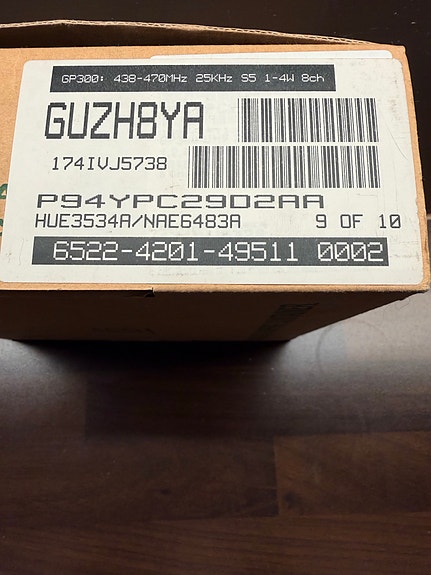 GP300: 438-470MHz 25KHz S5 1-4W 8ch
GUZH8YA
174IVJ5738
P94YPC29D2AA
HUE3534A/NAE6483A 9 OF 10
6522-4201-49511 0002